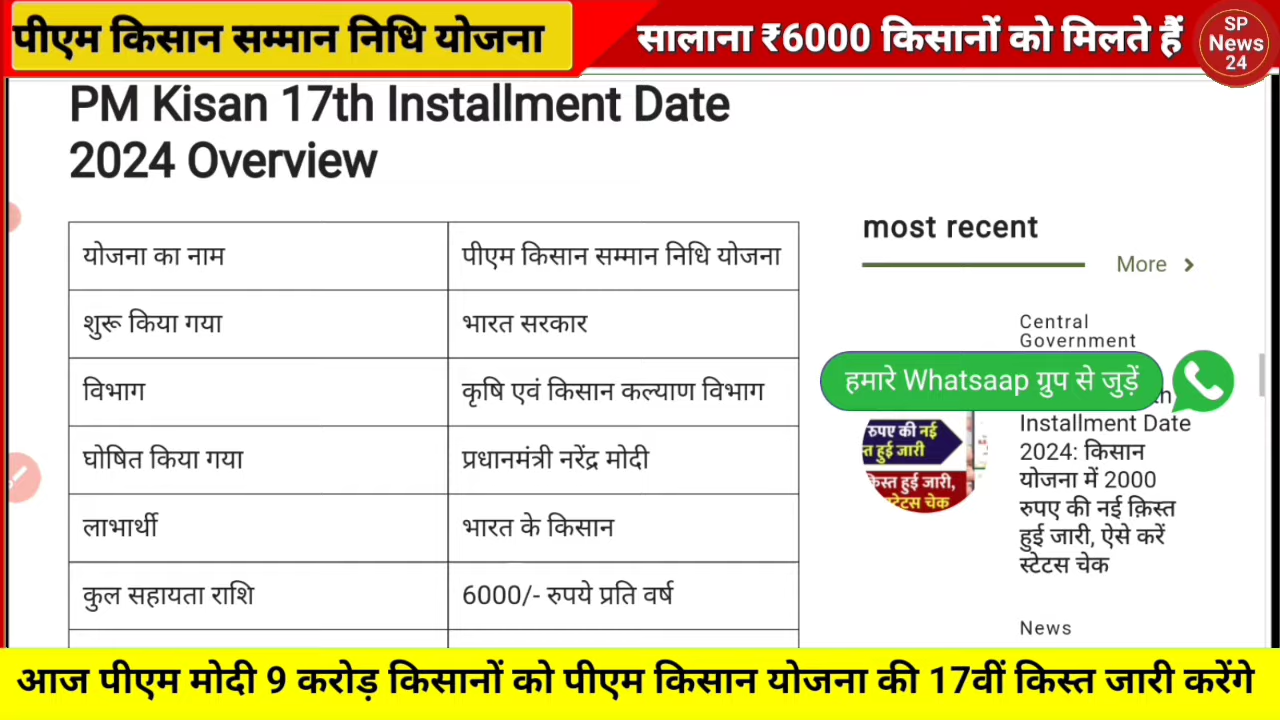 पीएम किसान सम्मान निधि योजना
सालाना ₹6000 किसानों को मिलते हैं
SP
News
24
PM Kisan 17th Installment Date
2024 Overview
योजना का नाम
पीएम किसान सम्मान निधि योजना
शुरू किया गया
भारत सरकार
विभाग
कृषि एवं किसान कल्याण विभाग
घोषित किया गया
प्रधानमंत्री नरेंद्र मोदी
लाभार्थी
भारत के किसान
कुल सहायता राशि
6000/- रुपये प्रति वर्ष
most recent
More
Central
Government
हमारे Whatsaap ग्रुप से जुड़ें
Installment Date
2024: किसान
योजना में 2000
रुपए की नई क़िस्त
हुई जारी, ऐसे करें
स्टेटस चेक
रुपए की नई
त हुई जारी
केस्त हुई जारी,
स्टेटस चेक
News
आज पीएम मोदी 9 करोड़ किसानों को पीएम किसान योजना की 17वीं किस्त जारी करेंगे